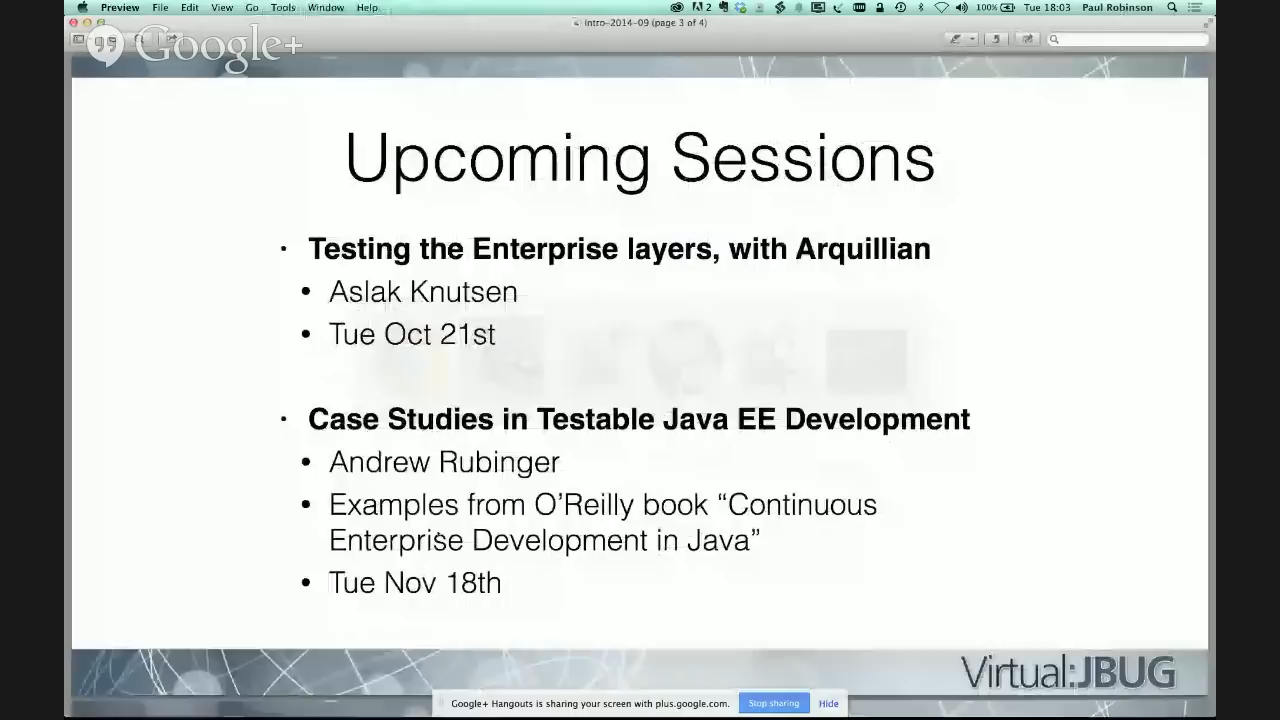 Preview File Edit View Go Tools Window Help
2 100% Tue 18:03 Paul Robinson
intro-2014-09 (page 3 of 4)
Google+
Upcoming Sessions
• Testing the Enterprise layers, with Arquillian
• Aslak Knutsen
• Tue Oct 21st
• Case Studies in Testable Java EE Development
• Andrew Rubinger
• Examples from O’Reilly book “Continuous
Enterprise Development in Java”
• Tue Nov 18th
Virtual:JBUG
Google+ Hangouts is sharing your screen with plus.google.com. Stop sharing Hide